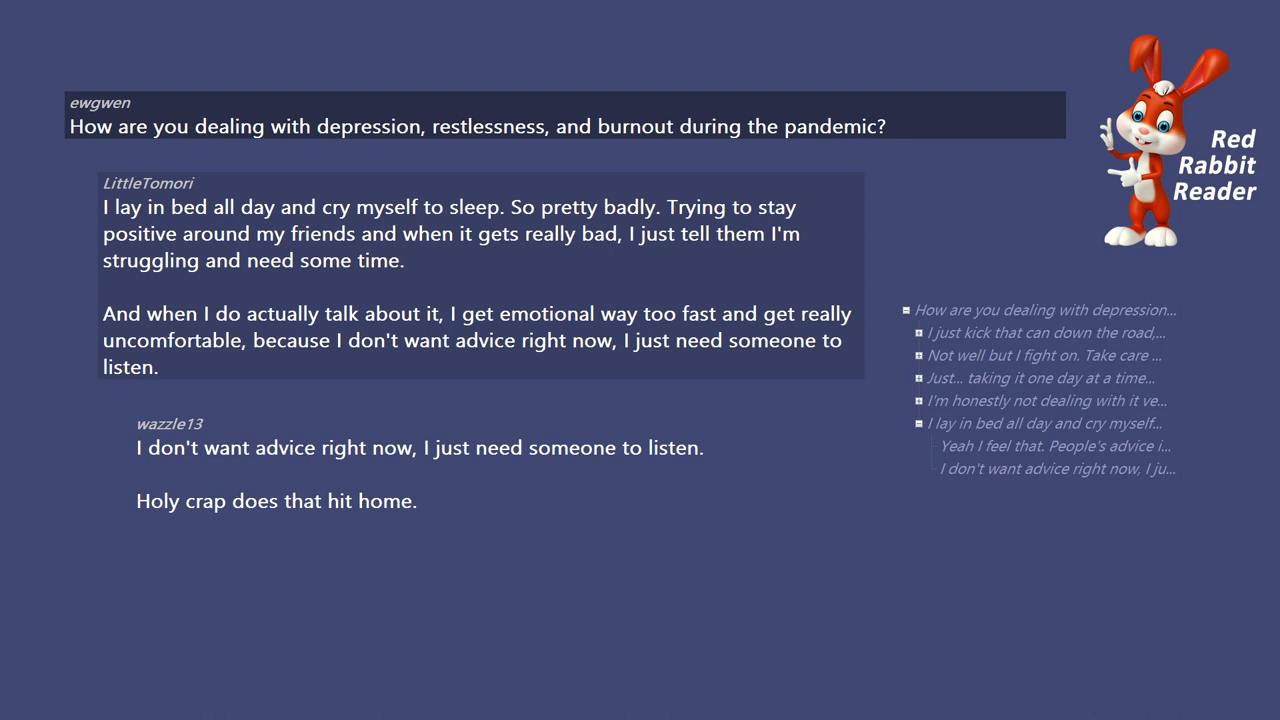 ewgwen
How are you dealing with depression, restlessness, and burnout during the pandemic?
LittleTomori
I lay in bed all day and cry myself to sleep. So pretty badly. Trying to stay
positive around my friends and when it gets really bad, I just tell them I'm
struggling and need some time.
And when I do actually talk about it, I get emotional way too fast and get really
uncomfortable, because I don't want advice right now, I just need someone to
listen.
wazzle13
I don't want advice right now, I just need someone to listen.
Holy crap does that hit home.
Red
Rabbit
Reader
How are you dealing with depression...
I just kick that can down the road,...
Not well but I fight on. Take care ...
Just... taking it one day at a time...
I'm honestly not dealing with it ve...
I lay in bed all day and cry myself...
Yeah I feel that. People's advice i...
I don't want advice right now, I ju...